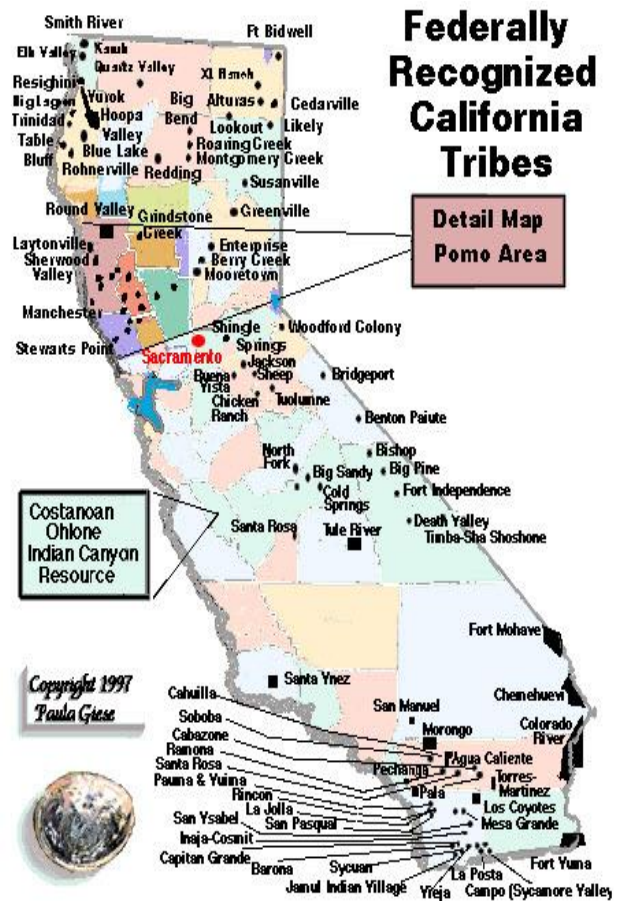 Federally
Recognized
California
Tribes
Smith River
Ft Bidwell
Elk Valley
Karuk
Quartz Valley
XL Ranch
Resighini
Yurok
Big Lagoon
Hoopa
Valley
Trinidad
Big
Bend
Alturas
Cedarville
Lookout
Likely
Table
Bluff
Blue Lake
Roaring Creek
Rohnerville
Redding
Montgomery Creek
Susanville
Round Valley
Grindstone
Creek
Greenville
Detail Map
Pomo Area
Laytonville
Sherwood
Valley
Enterprise
Berry Creek
Mooretown
Manchester
Stewarts Point
Sacramento
Shingle
Springs
Woodford Colony
Jackson
Buena
Vista
Sheep
Bridgeport
Chicken
Ranch
Tuolumne
Benton Paiute
North
Fork
Bishop
Big Sandy
Big Pine
Cold
Springs
Fort Independence
Costanoan
Ohlone
Indian Canyon
Resource
Santa Rosa
Tule River
Death Valley
Timba-Sha Shoshone
Fort Mohave
Copyright 1997
Paula Giese
Santa Ynez
Chemehuevi
Cahuilla
San Manuel
Colorado
River
Soboba
Morongo
Cabazone
Ramona
Agua Caliente
Santa Rosa
Pechanga
Torres-
Martinez
Pauma & Yuima
Pala
Rincon
Los Coyotes
La Jolla
San Pasqual
Mesa Grande
San Ysabel
Inaja-Cosmit
Capitan Grande
Barona
Sycuan
La Posta
Fort Yuma
Jamul Indian Village
Vieja
Campo (Sycamore Valley